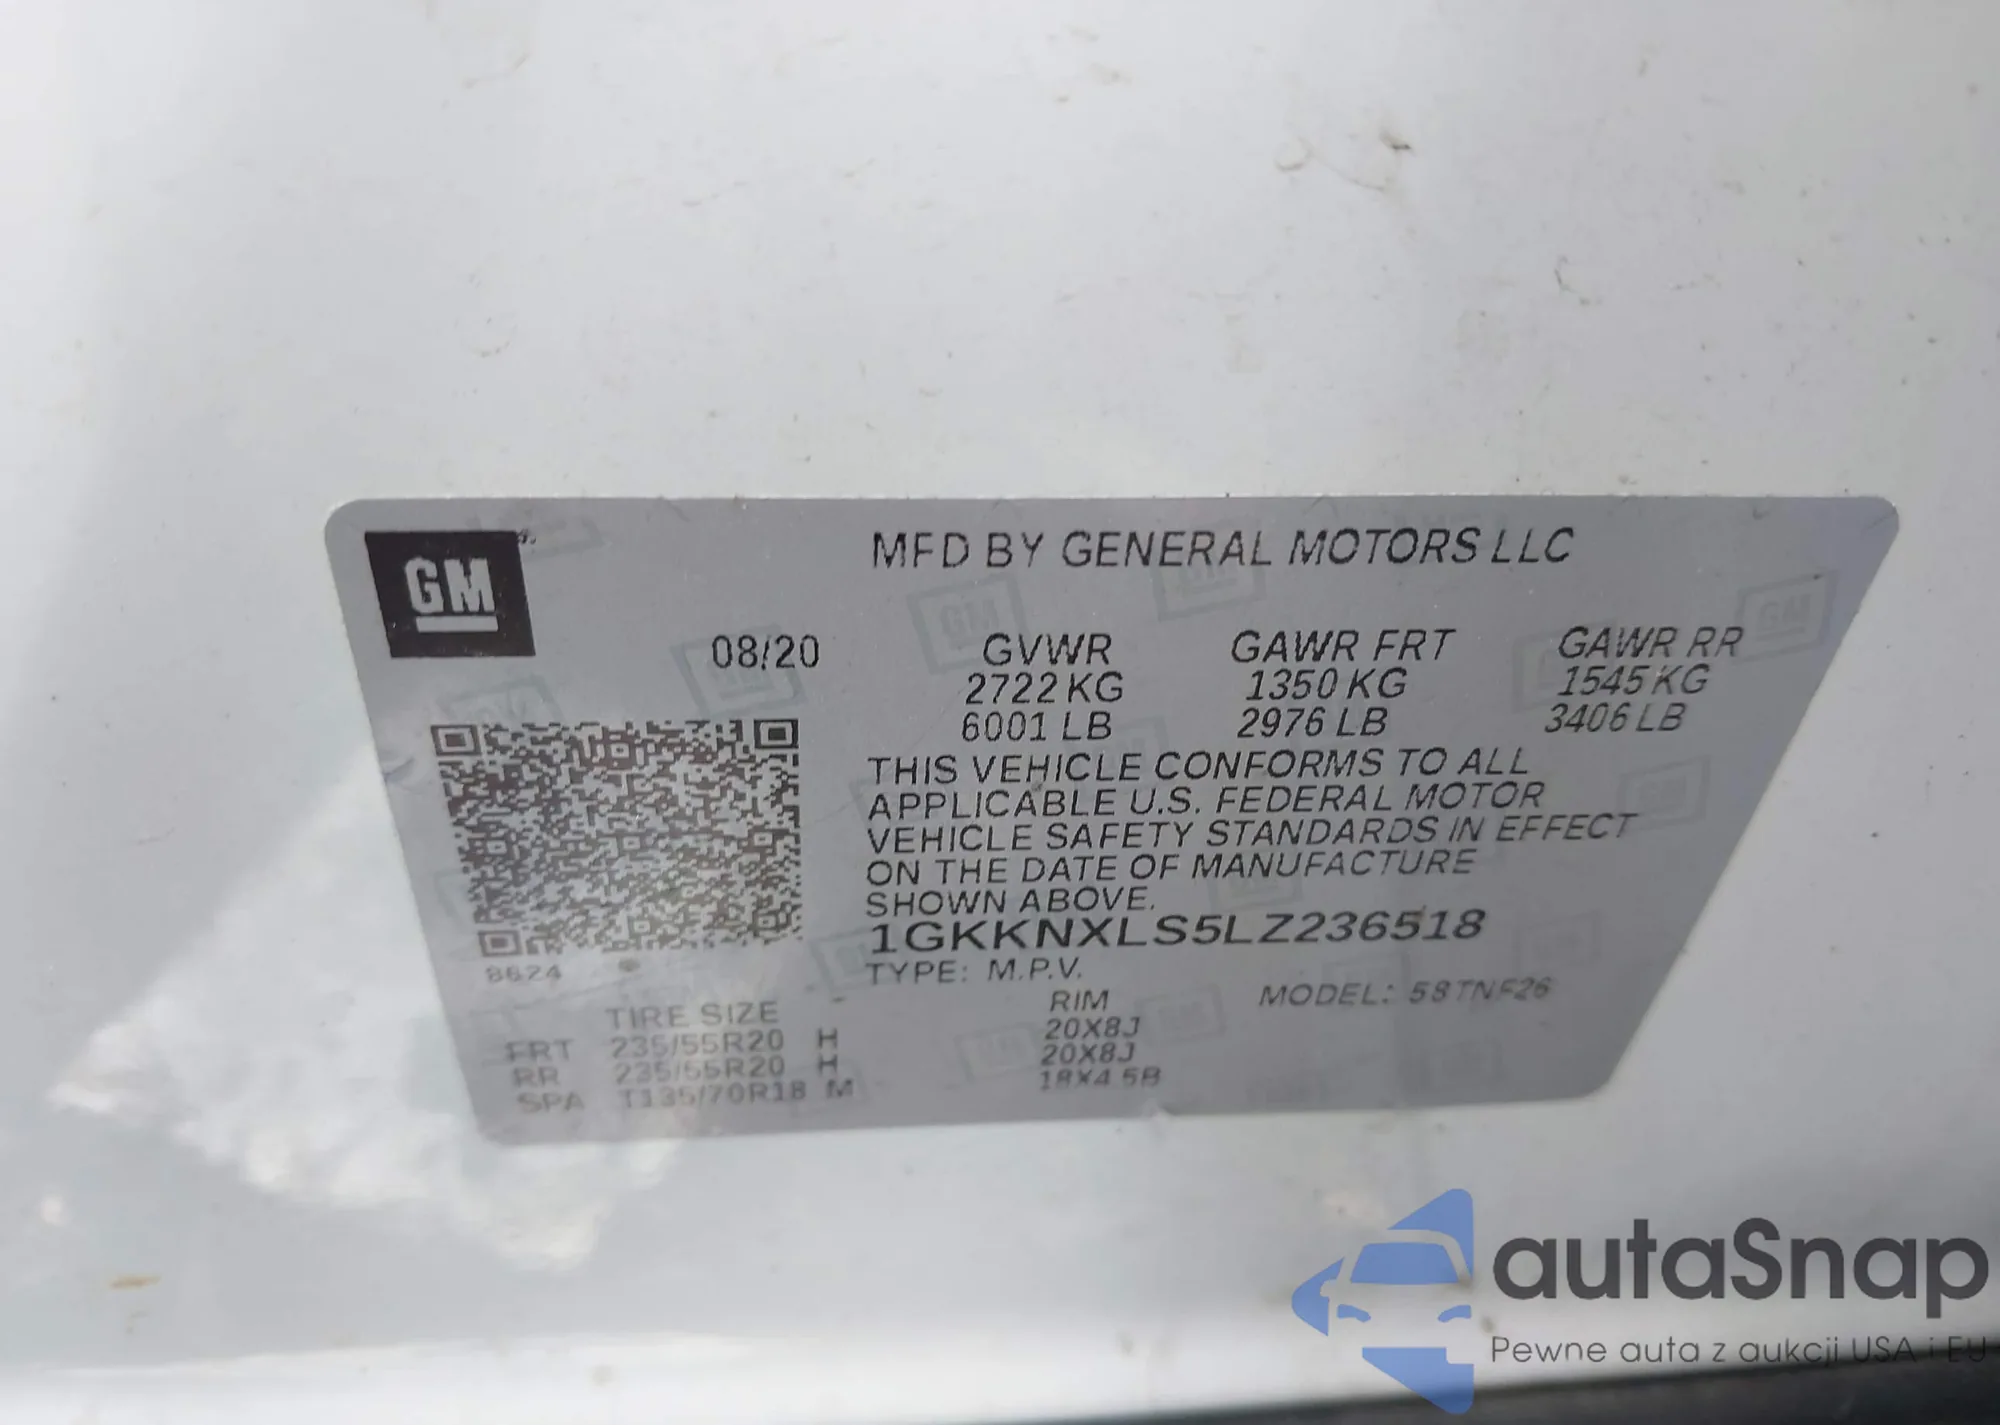 GM
MFD BY GENERAL MOTORS LLC
08/20 GVWR GAWR FRT GAWR RR
2722 KG 1350 KG 1545 KG
6001 LB 2976 LB 3406 LB
THIS VEHICLE CONFORMS TO ALL
APPLICABLE U.S. FEDERAL MOTOR
VEHICLE SAFETY STANDARDS IN EFFECT
ON THE DATE OF MANUFACTURE
SHOWN ABOVE.
1GKKNXLS5LZ236518
8624 TYPE: M.P.V. MODEL: 58TNF26
TIRE SIZE RIM
FRT 235/55R20 H 20X8J
RR 235/55R20 H 20X8J
SPA T135/70R18 M 18X4.5B
autaSnap
Pewne auta z aukcji USA i EU